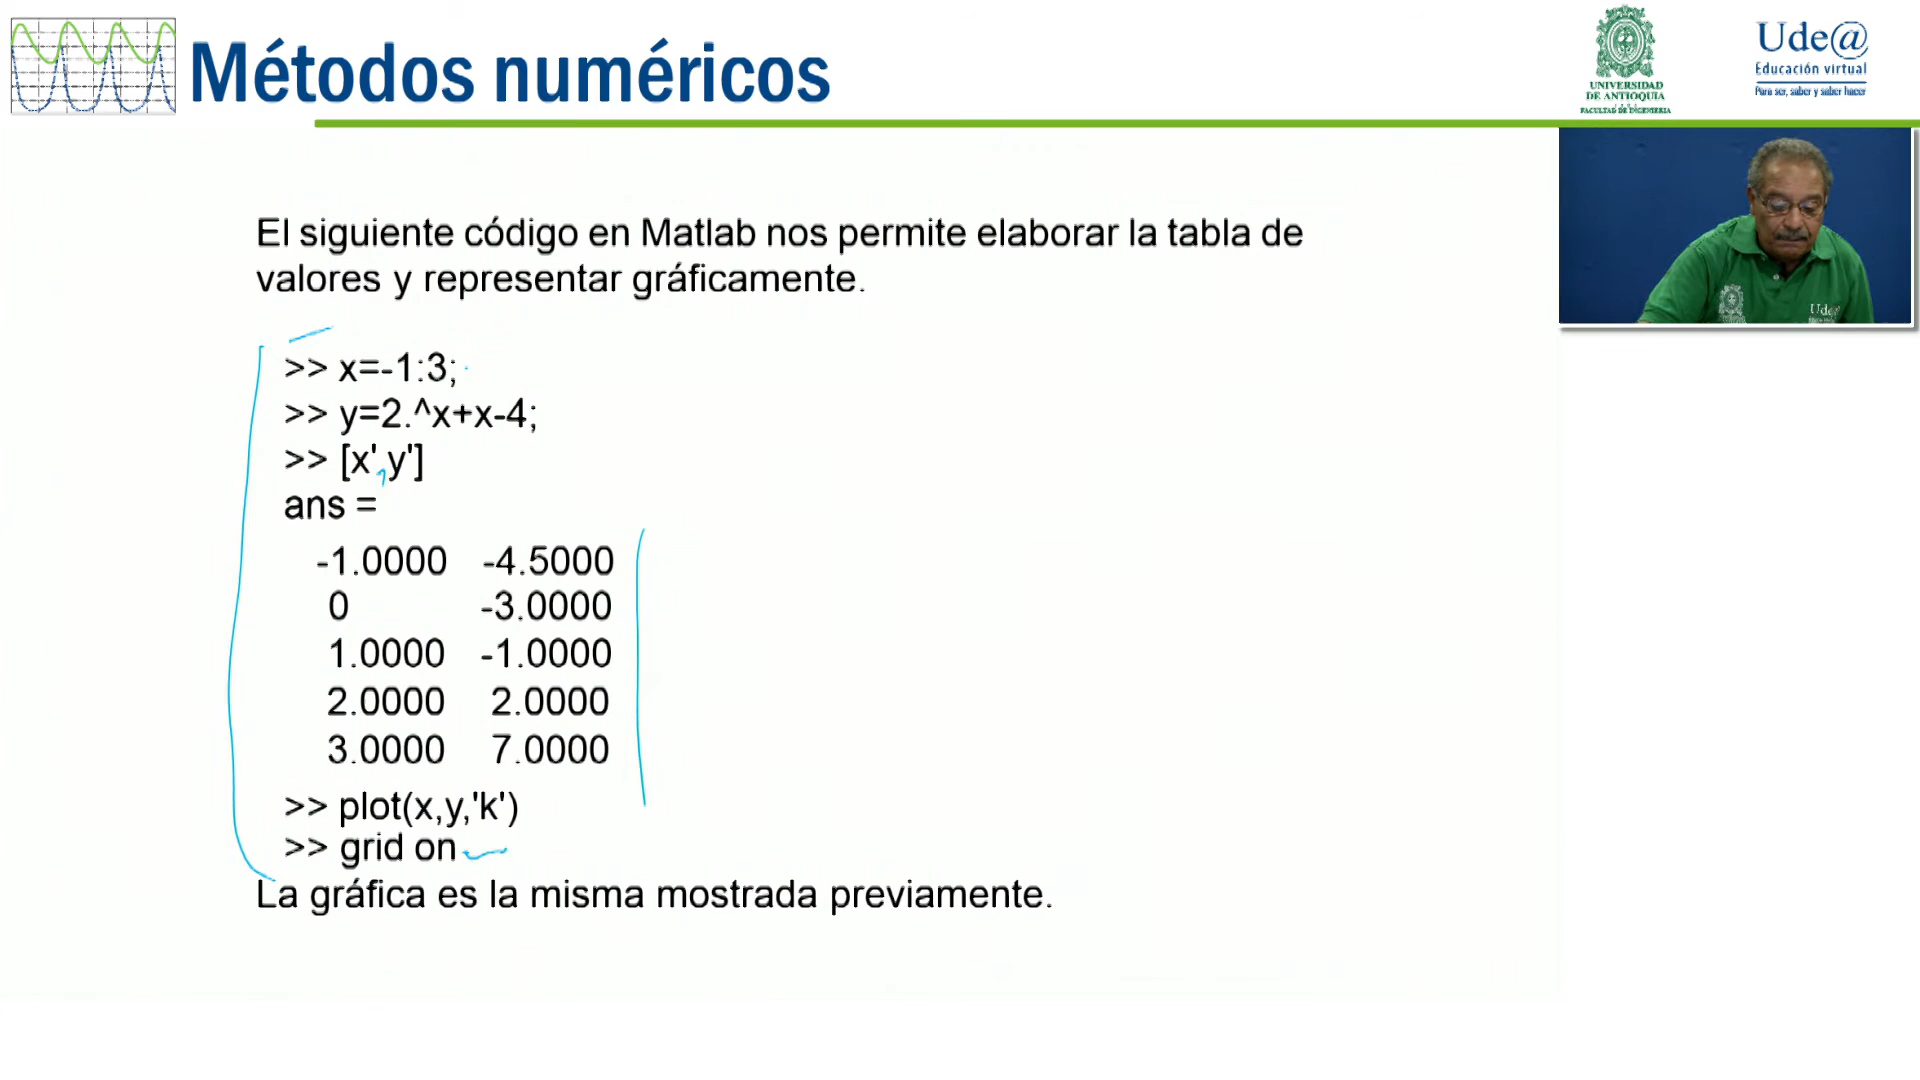 Métodos numéricos
UNIVERSIDAD
DE ANTIOQUIA
FACULTAD DE INGENIERÍA
Ude@
Educación virtual
Para ser, saber y saber hacer
El siguiente código en Matlab nos permite elaborar la tabla de
valores y representar gráficamente.
>> x=-1:3;
>> y=2.^x+x-4;
>> [x',y']
ans =
-1.0000 -4.5000
0 -3.0000
1.0000 -1.0000
2.0000 2.0000
3.0000 7.0000
>> plot(x,y,'k')
>> grid on
La gráfica es la misma mostrada previamente.
Ude@